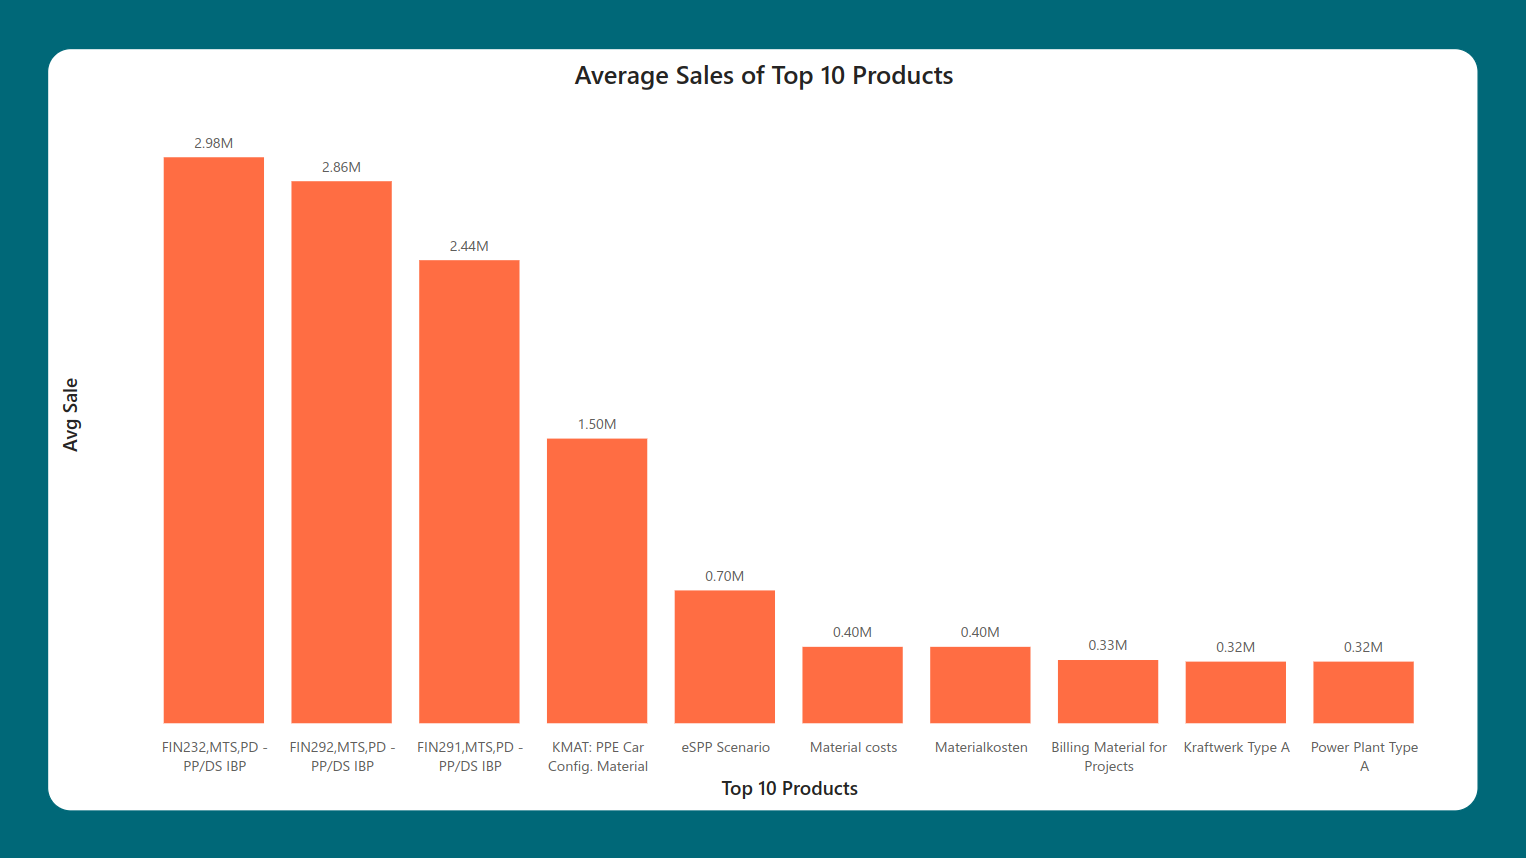 Average Sales of Top 10 Products
2.98M
2.86M
2.44M
1.50M
0.70M
0.40M
0.40M
0.33M
0.32M
0.32M
Avg Sale
FIN232,MTS,PD -
PP/DS IBP
FIN292,MTS,PD -
PP/DS IBP
FIN291,MTS,PD -
PP/DS IBP
KMAT: PPE Car
Config. Material
eSPP Scenario
Material costs
Materialkosten
Billing Material for
Projects
Kraftwerk Type A
Power Plant Type
A
Top 10 Products